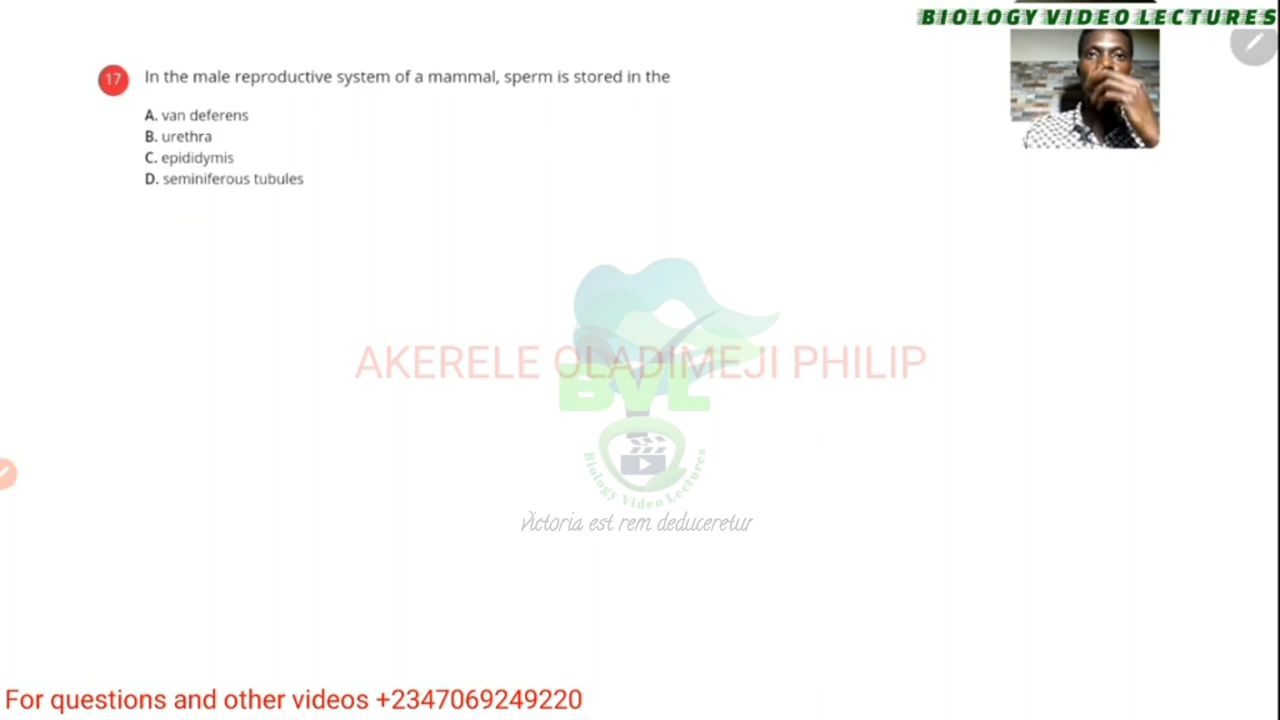 BIOLOGY VIDEO LECTURES
17 In the male reproductive system of a mammal, sperm is stored in the
A. van deferens
B. urethra
C. epididymis
D. seminiferous tubules
AKERELE OLADIMEJI PHILIP
BVL
Biology Video Lectures
Victoria est rem deduceretur
For questions and other videos +2347069249220